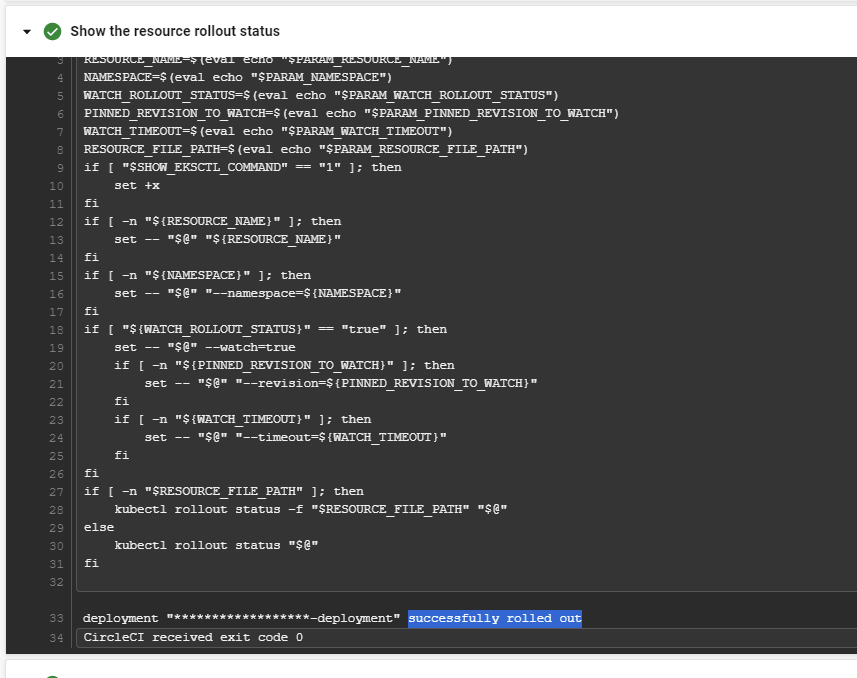 Show the resource rollout status
3 RESOURCE_NAME=$(eval echo "$PARAM_RESOURCE_NAME")
4 NAMESPACE=$(eval echo "$PARAM_NAMESPACE")
5 WATCH_ROLLOUT_STATUS=$(eval echo "$PARAM_WATCH_ROLLOUT_STATUS")
6 PINNED_REVISION_TO_WATCH=$(eval echo "$PARAM_PINNED_REVISION_TO_WATCH")
7 WATCH_TIMEOUT=$(eval echo "$PARAM_WATCH_TIMEOUT")
8 RESOURCE_FILE_PATH=$(eval echo "$PARAM_RESOURCE_FILE_PATH")
9 if [ "$SHOW_EKSCTL_COMMAND" == "1" ]; then
10     set +x
11 fi
12 if [ -n "${RESOURCE_NAME}" ]; then
13     set -- "$@" "${RESOURCE_NAME}"
14 fi
15 if [ -n "${NAMESPACE}" ]; then
16     set -- "$@" "--namespace=${NAMESPACE}"
17 fi
18 if [ "${WATCH_ROLLOUT_STATUS}" == "true" ]; then
19     set -- "$@" --watch=true
20     if [ -n "${PINNED_REVISION_TO_WATCH}" ]; then
21         set -- "$@" "--revision=${PINNED_REVISION_TO_WATCH}"
22     fi
23     if [ -n "${WATCH_TIMEOUT}" ]; then
24         set -- "$@" "--timeout=${WATCH_TIMEOUT}"
25     fi
26 fi
27 if [ -n "$RESOURCE_FILE_PATH" ]; then
28     kubectl rollout status -f "$RESOURCE_FILE_PATH" "$@"
29 else
30     kubectl rollout status "$@"
31 fi
32
33 deployment "******************-deployment" successfully rolled out
34 CircleCI received exit code 0